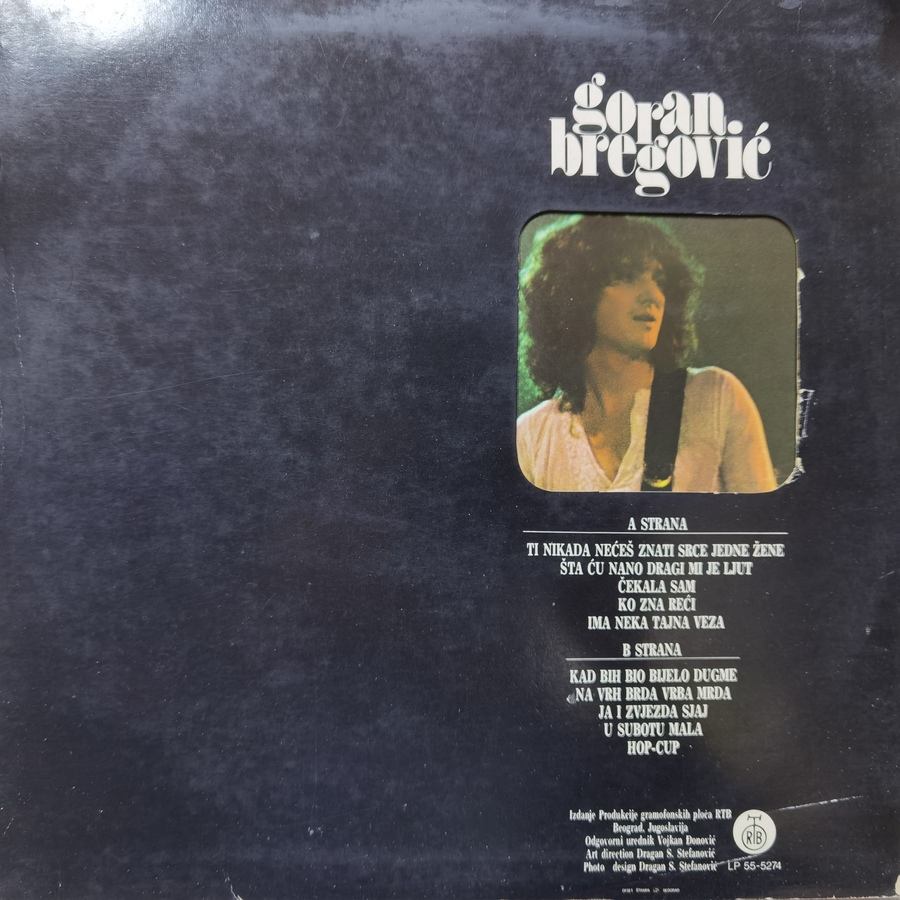 goran
bregović
A STRANA
TI NIKADA NEĆEŠ ZNATI SRCE JEDNE ŽENE
ŠTA ĆU NANO DRAGI MI JE LJUT
ČEKALA SAM
KO ZNA REĆI
IMA NEKA TAJNA VEZA
B STRANA
KAD BIH BIO BIJELO DUGME
NA VRH BRDA VRBA MRDA
JA I ZVJEZDA SJAJ
U SUBOTU MALA
HOP-CUP
Izdanje Produkcije gramofonskih ploča RTB
Beograd, Jugoslavija
Odgovorni urednik Vojkan Đonović
Art direction Dragan S. Stefanović
Photo design Dragan S. Stefanović
RTB
LP 55-5274